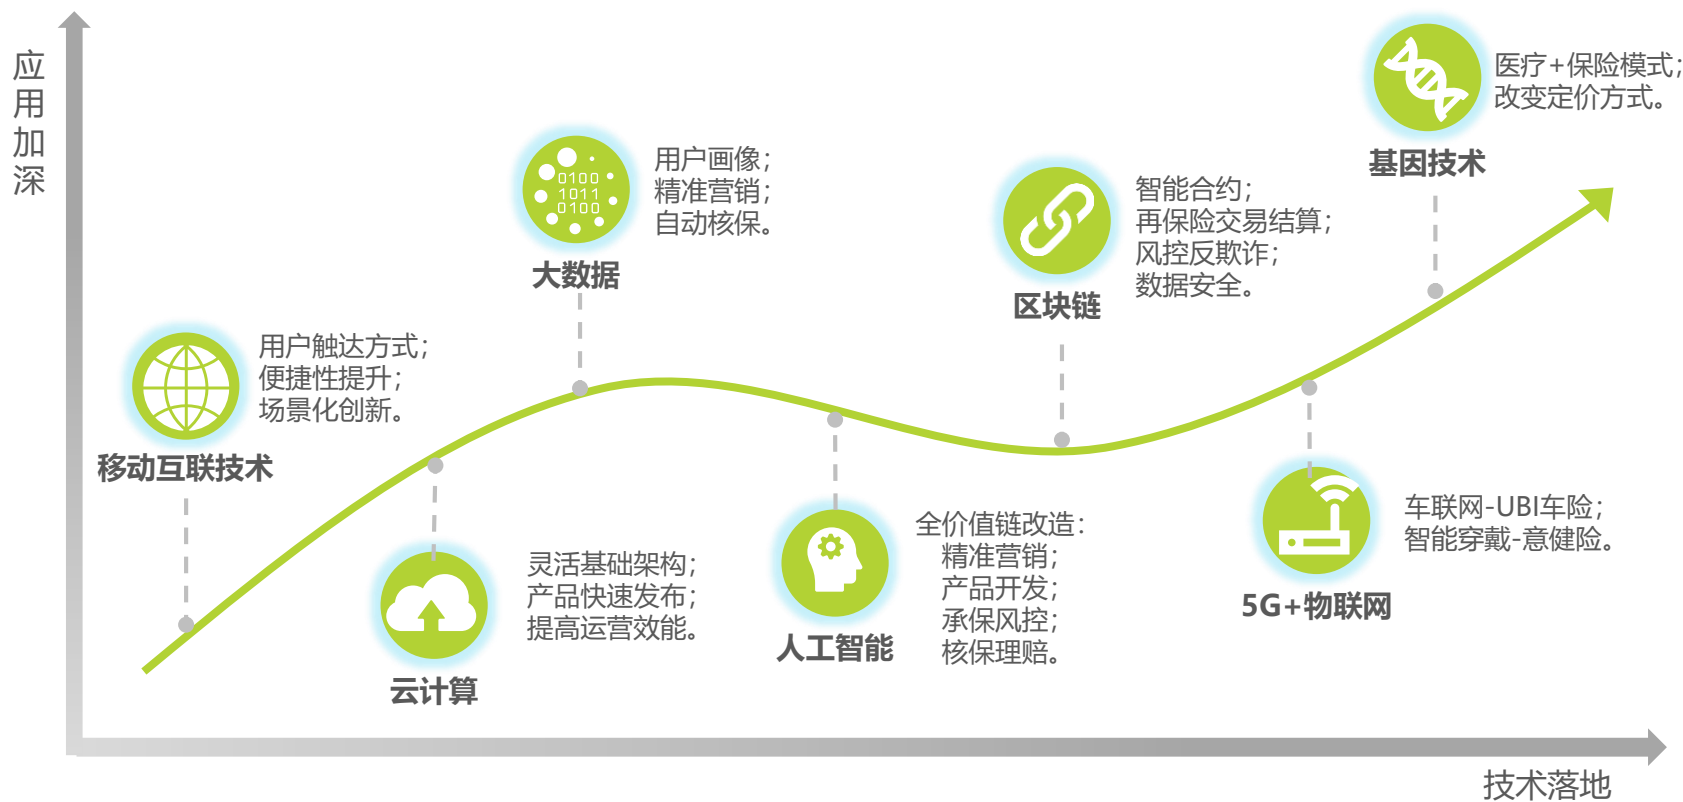 应用加深
移动互联技术
用户触达方式；
便捷性提升；
场景化创新。
云计算
灵活基础架构；
产品快速发布；
提高运营效能。
大数据
0100
1011
0100
用户画像；
精准营销；
自动核保。
人工智能
全价值链改造：
精准营销；
产品开发；
承保风控；
核保理赔。
区块链
智能合约；
再保险交易结算；
风控反欺诈；
数据安全。
5G+物联网
车联网-UBI车险；
智能穿戴-意健险。
基因技术
医疗+保险模式；
改变定价方式。
技术落地